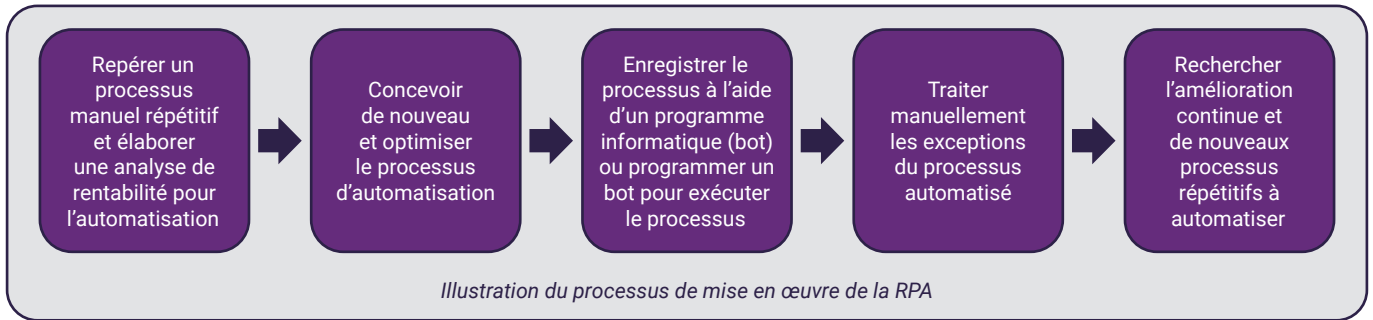 Repérer un
processus
manuel répétitif
et élaborer
une analyse de
rentabilité pour
l’automatisation
Concevoir
de nouveau
et optimiser
le processus
d’automatisation
Enregistrer le
processus à l’aide
d’un programme
informatique (bot)
ou programmer un
bot pour exécuter
le processus
Traiter
manuellement
les exceptions
du processus
automatisé
Rechercher
l’amélioration
continue et
de nouveaux
processus
répétitifs à
automatiser
Illustration du processus de mise en œuvre de la RPA